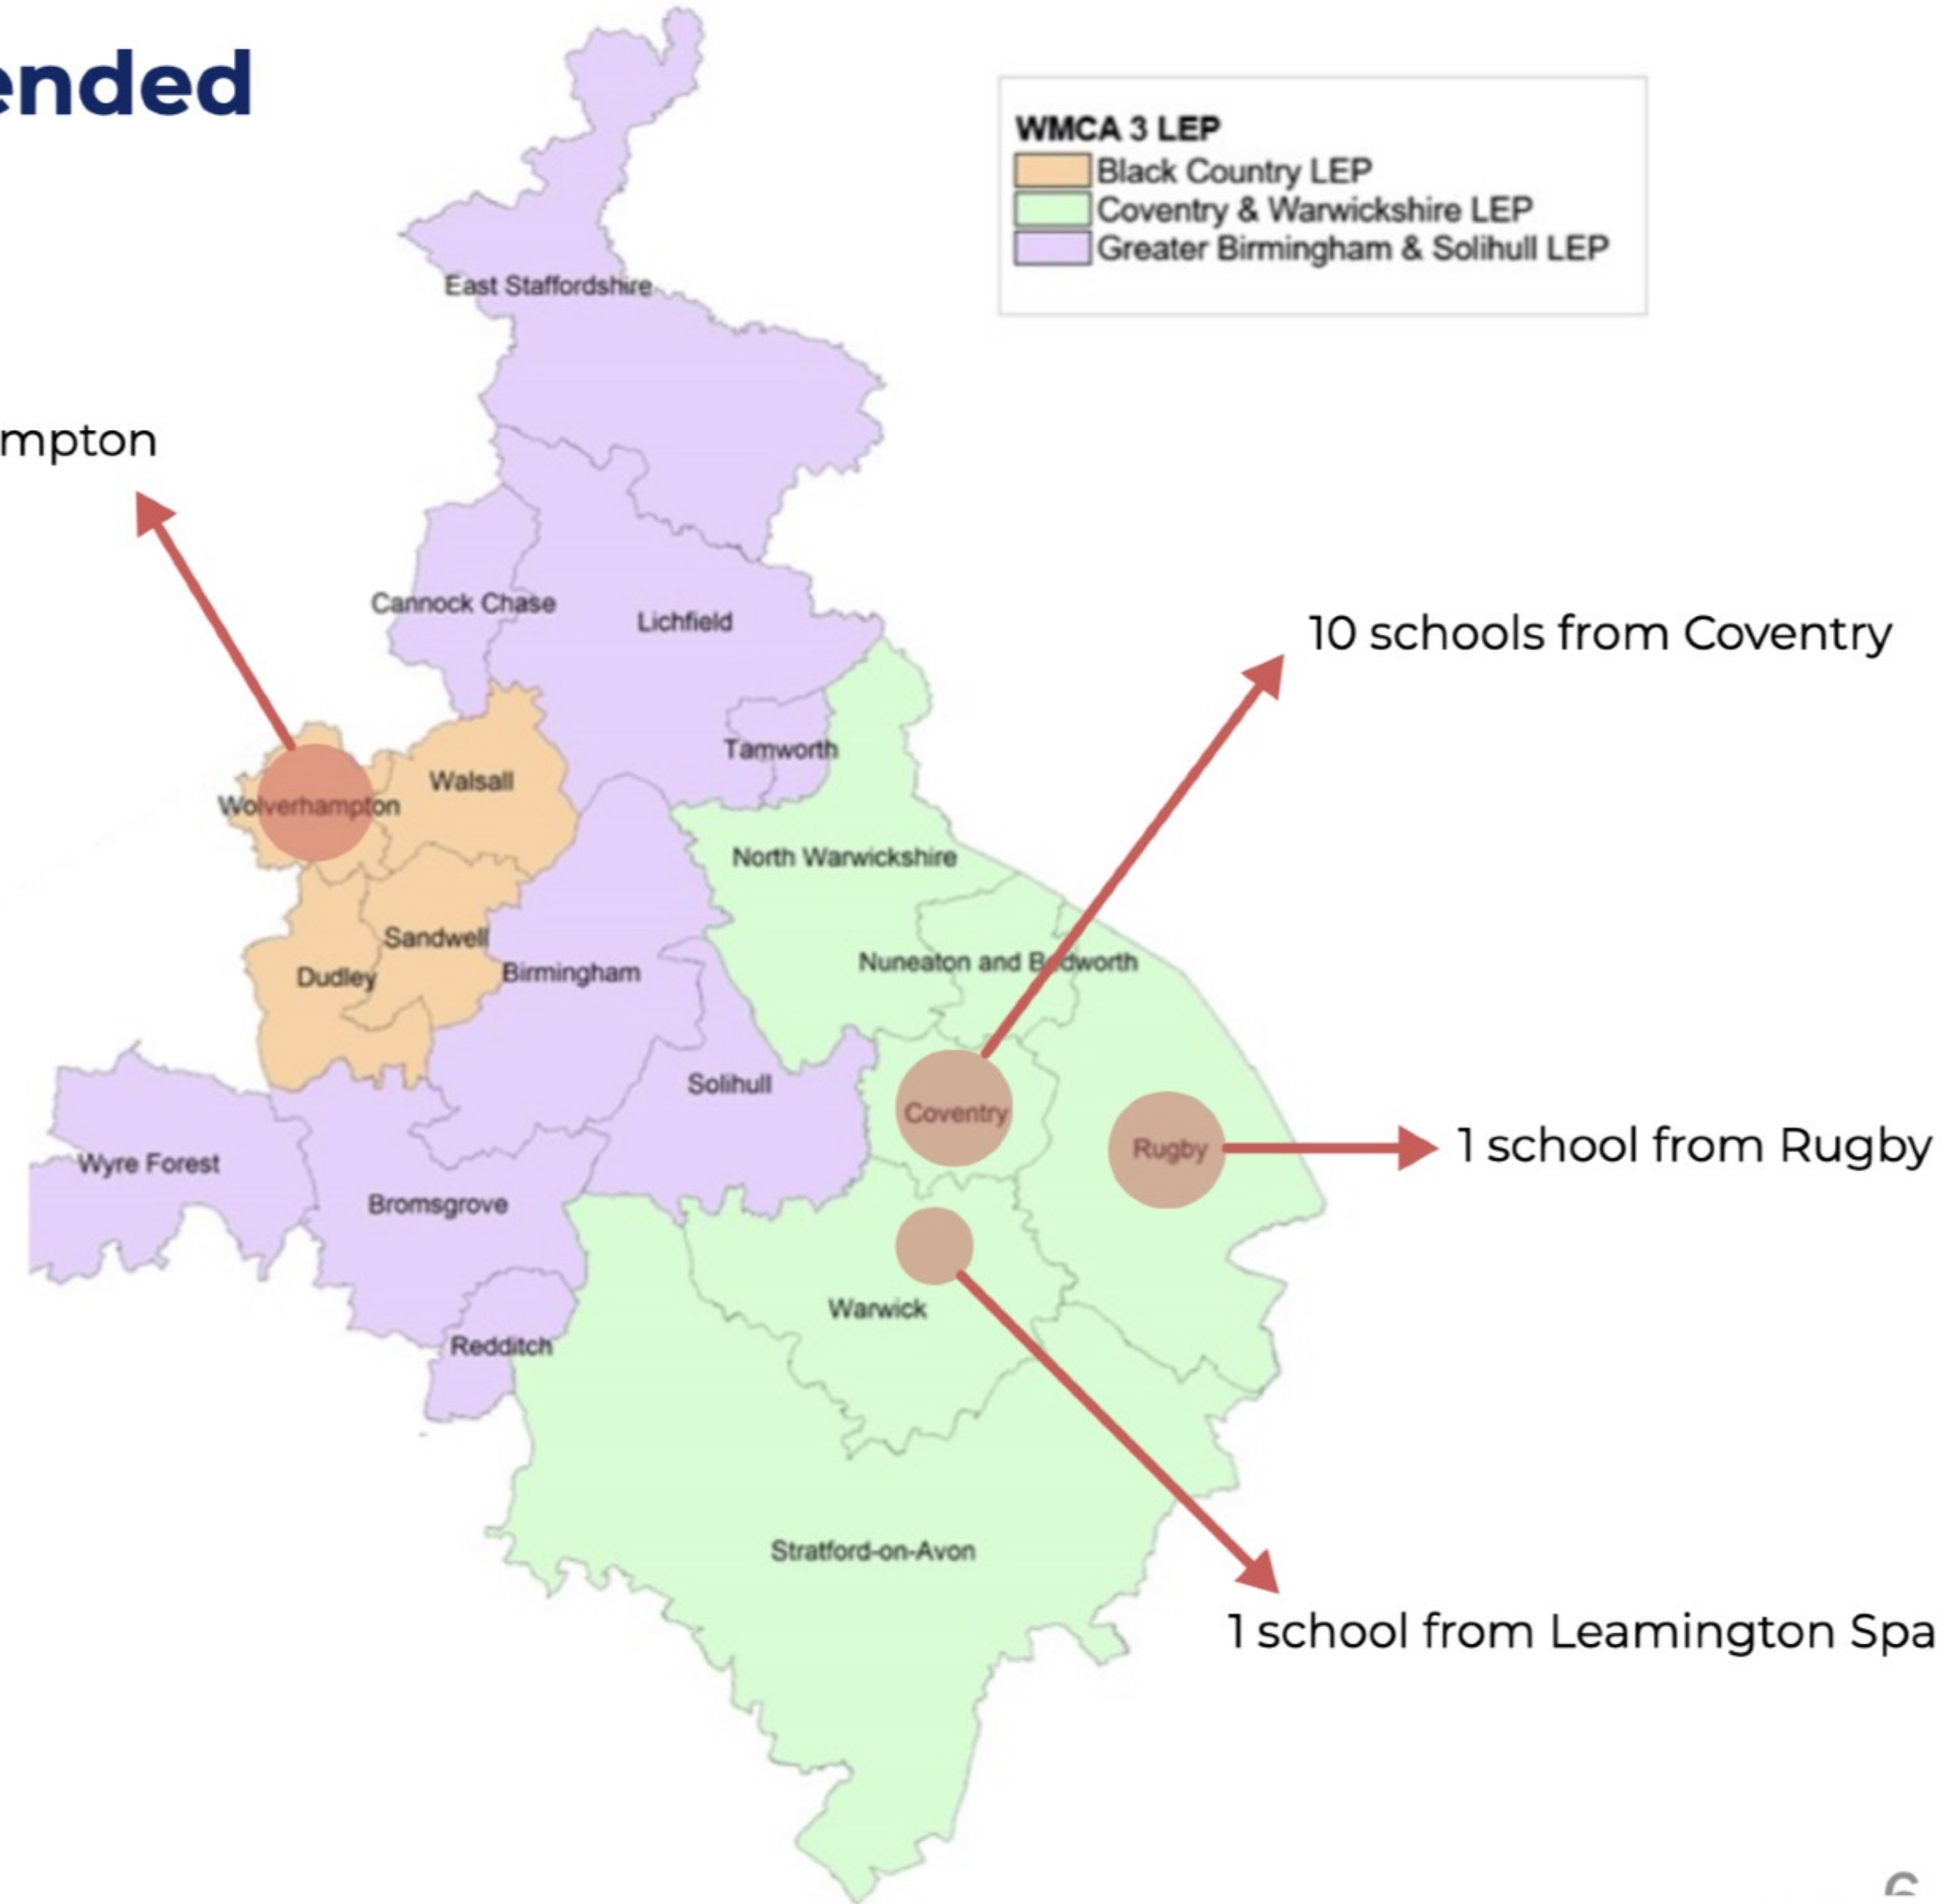 ended
WMCA 3 LEP
Black Country LEP
Coventry & Warwickshire LEP
Greater Birmingham & Solihull LEP
East Staffordshire
mpton
Cannock Chase
Lichfield
10 schools from Coventry
Tamworth
Walsall
Wolverhampton
North Warwickshire
Sandwell
Nuneaton and Bedworth
Dudley
Birmingham
Solihull
Coventry
Rugby
1 school from Rugby
Wyre Forest
Bromsgrove
Warwick
Redditch
Stratford-on-Avon
1 school from Leamington Spa